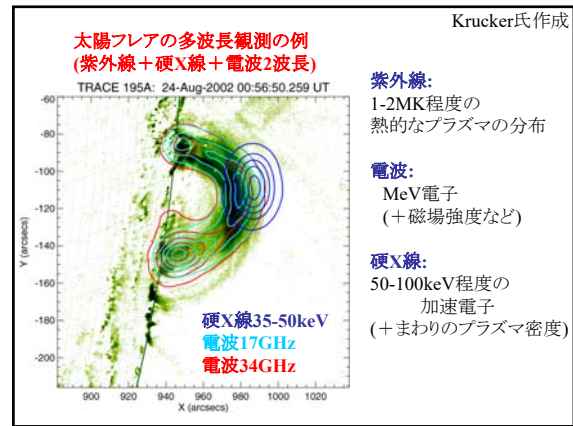 Krucker氏作成
太陽フレアの多波長観測の例
(紫外線＋硬X線＋電波2波長)
TRACE 195A: 24-Aug-2002 00:56:50.259 UT
-60
-80
-100
-120
-140
-160
-180
-200
Y (arcsecs)
900
920
940
960
980
1000
1020
X (arcsecs)
硬X線35-50keV
電波17GHz
電波34GHz
紫外線:
1-2MK程度の
熱的なプラズマの分布
電波:
MeV電子
(＋磁場強度など)
硬X線:
50-100keV程度の
加速電子
(＋まわりのプラズマ密度)